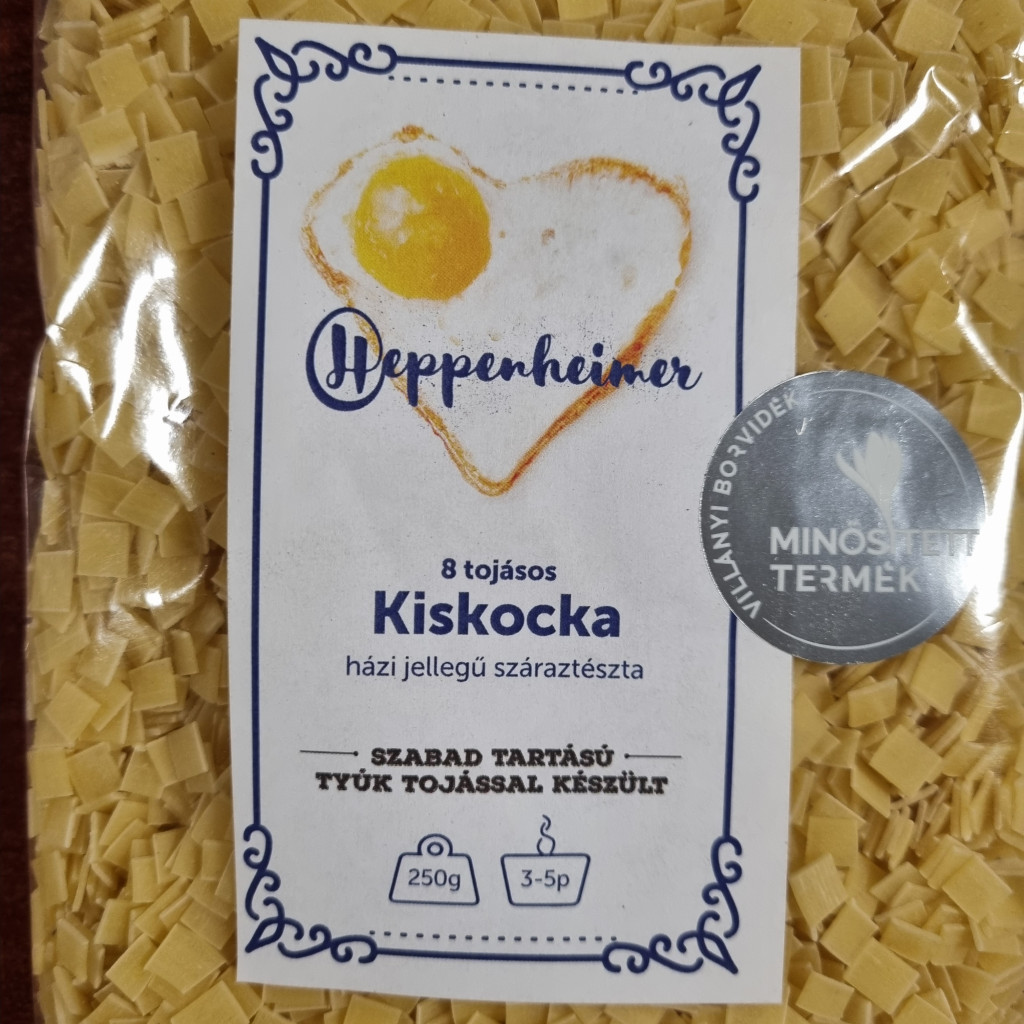 Heppenheimer
8 tojásos
Kiskocka
házi jellegű száraztészta
SZABAD TARTÁSÚ
TYÚK TOJÁSSAL KÉSZÜLT
250g
3-5p
VILLÁNYI BORVIDÉK
MINŐSÍTETT
TERMÉK